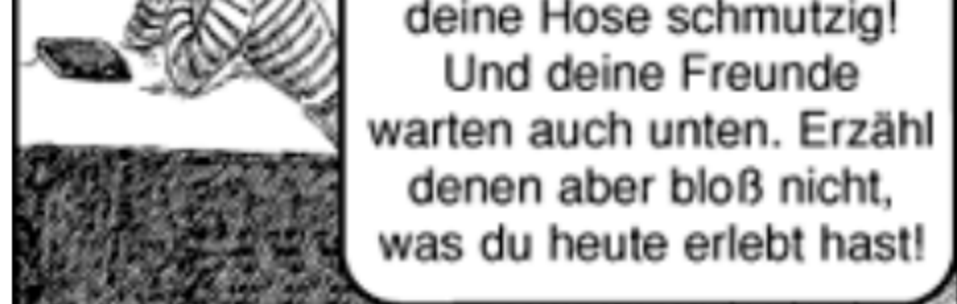 deine Hose schmutzig!
Und deine Freunde
warten auch unten. Erzähl
denen aber bloß nicht,
was du heute erlebt hast!